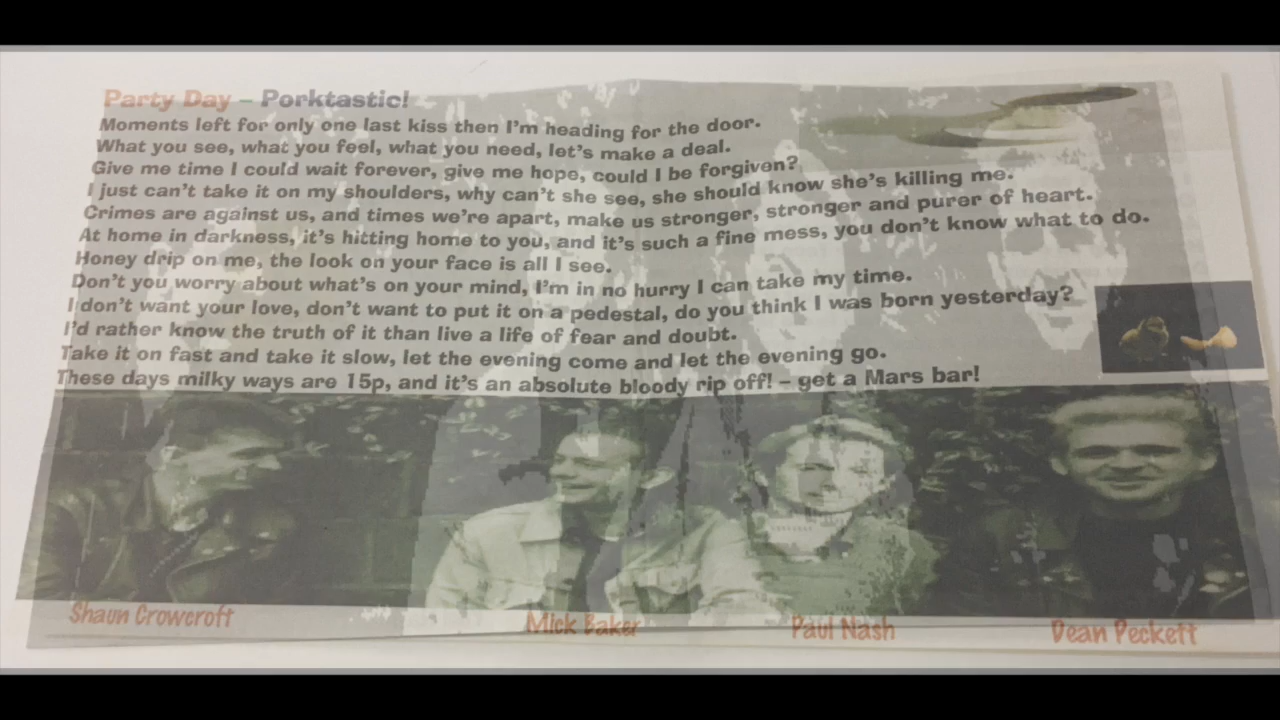 Party Day – Porktastic!
Moments left for only one last kiss then I'm heading for the door.
What you see, what you feel, what you need, let's make a deal.
Give me time I could wait forever, give me hope, could I be forgiven?
I just can't take it on my shoulders, why can't she see, she should know she's killing me.
Crimes are against us, and times we're apart, make us stronger, stronger and purer of heart.
At home in darkness, it's hitting home to you, and it's such a fine mess, you don't know what to do.
Honey drip on me, the look on your face is all I see.
Don't you worry about what's on your mind, I'm in no hurry I can take my time.
I don't want your love, don't want to put it on a pedestal, do you think I was born yesterday?
I'd rather know the truth of it than live a life of fear and doubt.
Take it on fast and take it slow, let the evening come and let the evening go.
These days milky ways are 15p, and it's an absolute bloody rip off! – get a Mars bar!
Shaun Crowcroft
Mick Baker
Paul Nash
Dean Peckett